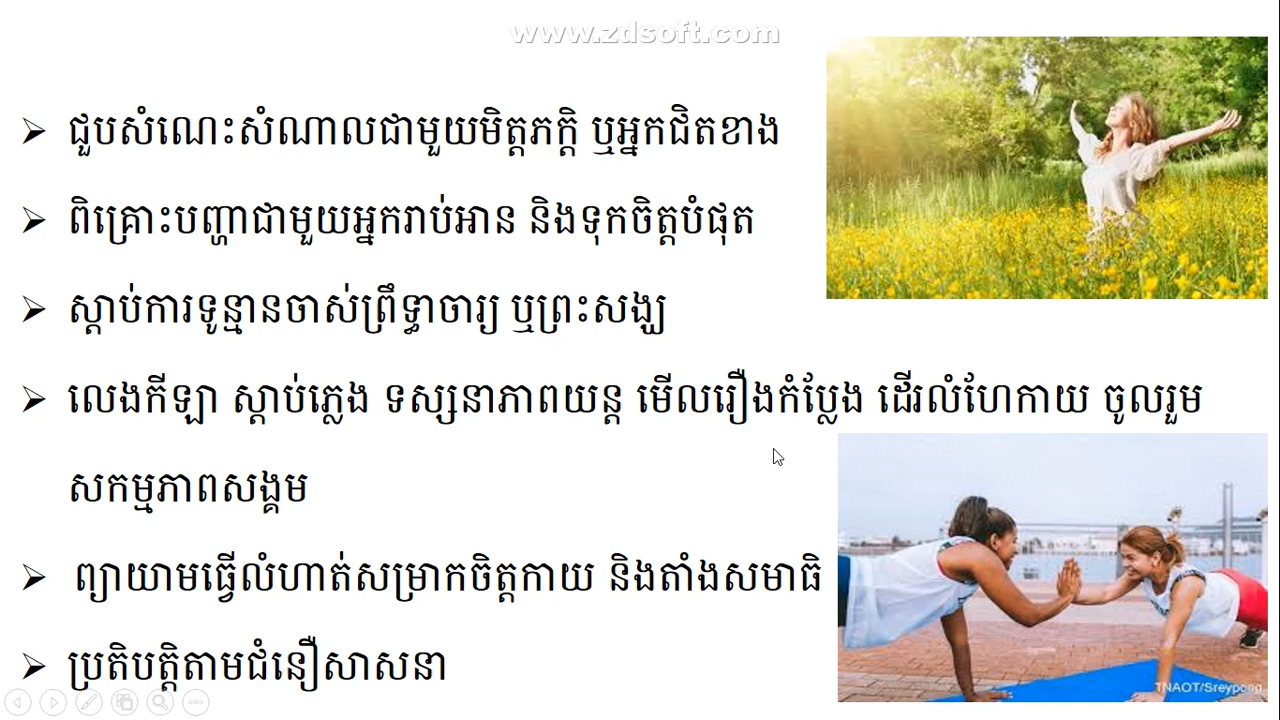 www.zdsoft.com
➢ ជួបសំណេះសំណាលជាមួយមិត្តភក្តិ ឬអ្នកជិតខាង
➢ ពិគ្រោះបញ្ហាជាមួយអ្នករាប់អាន និងទុកចិត្តបំផុត
➢ ស្តាប់ការទូន្មានចាស់ព្រឹទ្ធាចារ្យ ឬព្រះសង្ឃ
➢ លេងកីឡា ស្តាប់ភ្លេង ទស្សនាភាពយន្ត មើលរឿងកំប្លែង ដើរលំហែកាយ ចូលរួម
សកម្មភាពសង្គម
➢ ព្យាយាមធ្វើលំហាត់សម្រាកចិត្តកាយ និងតាំងសមាធិ
➢ ប្រតិបត្តិតាមជំនឿសាសនា
TNAOT/Sreypong